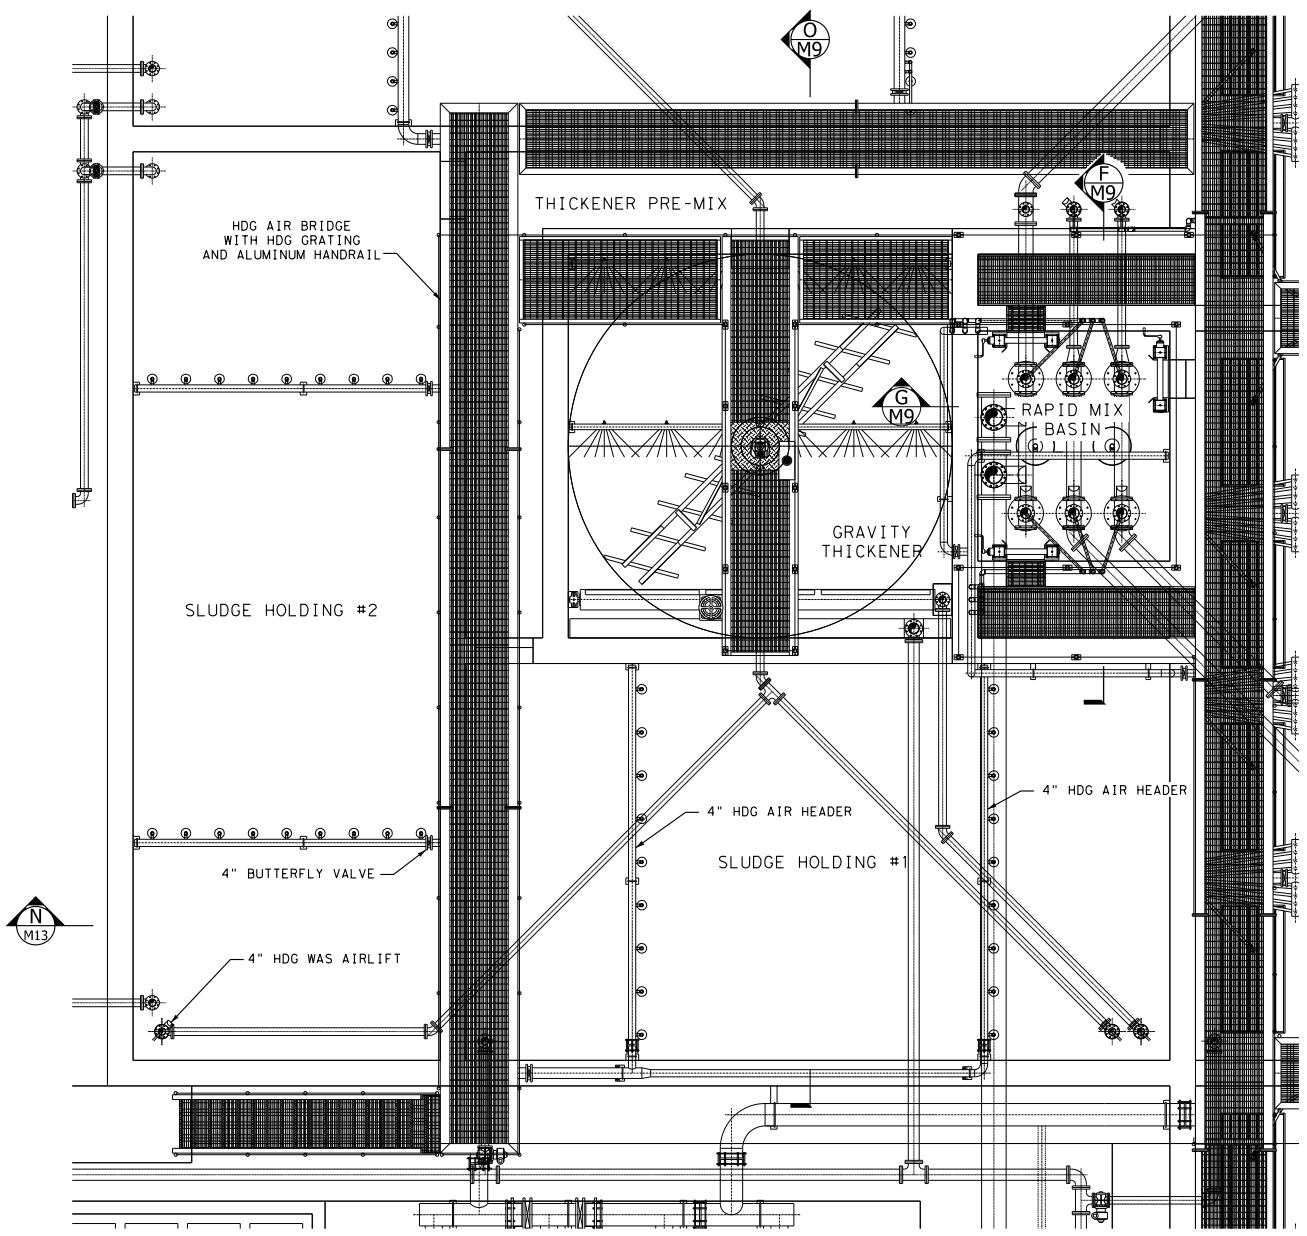 O
M9
F
M9
THICKENER PRE-MIX
HDG AIR BRIDGE
WITH HDG GRATING
AND ALUMINUM HANDRAIL
G
M9
RAPID MIX
BASIN
GRAVITY
THICKENER
SLUDGE HOLDING #2
4" HDG AIR HEADER
4" HDG AIR HEADER
SLUDGE HOLDING #1
4" BUTTERFLY VALVE
N
M13
4" HDG WAS AIRLIFT